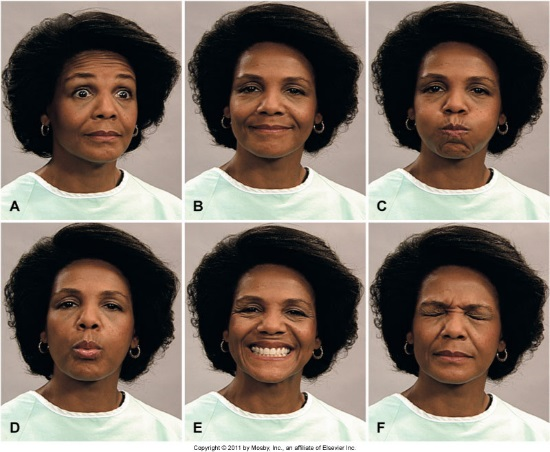 A
B
C
D
E
F
Copyright © 2011 by Mosby, Inc., an affiliate of Elsevier Inc.